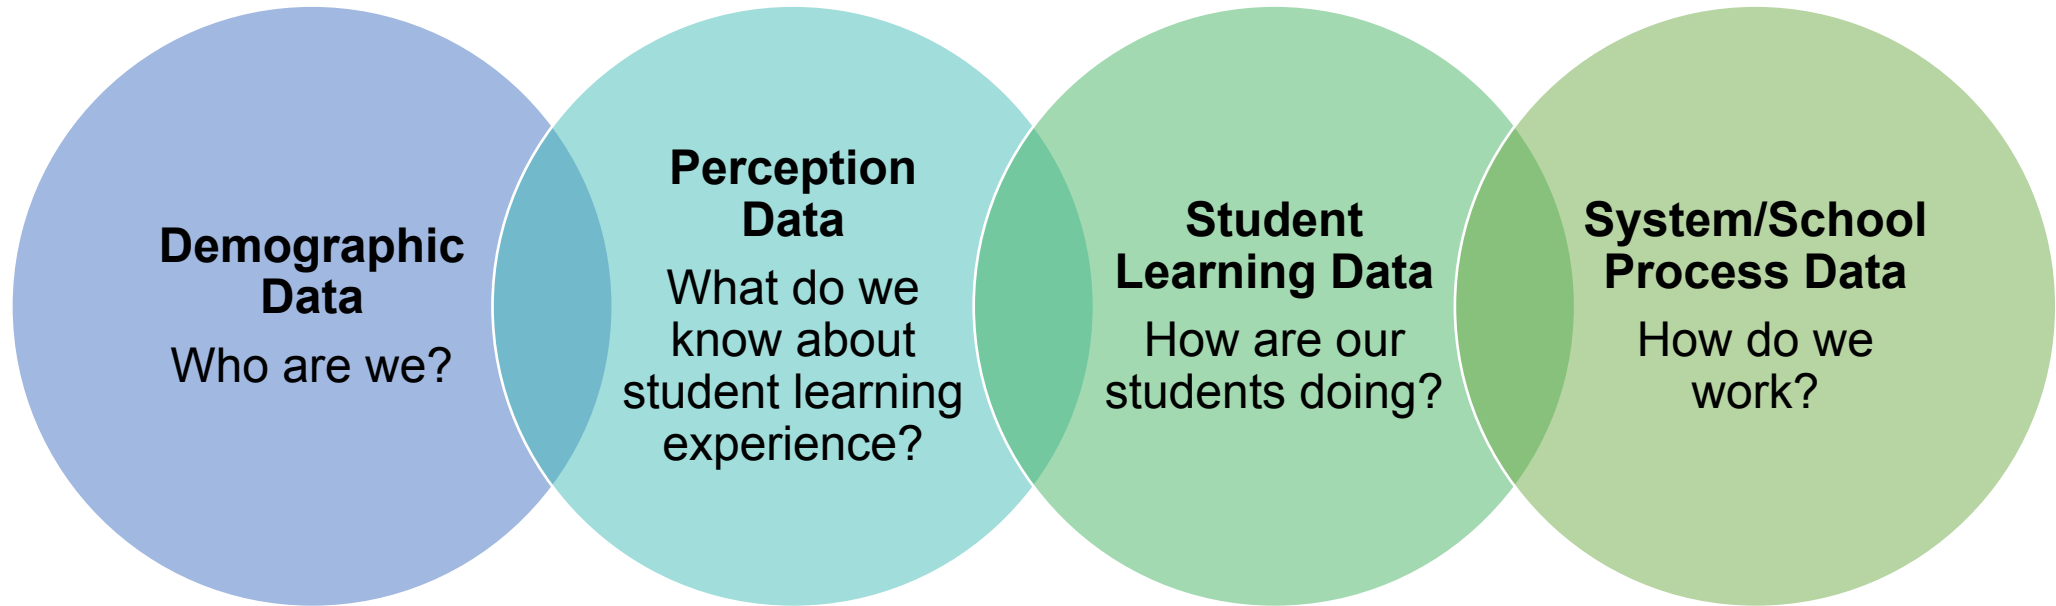 Demographic
Data
Who are we?
Perception
Data
What do we
know about
student learning
experience?
Student
Learning Data
How are our
students doing?
System/School
Process Data
How do we
work?